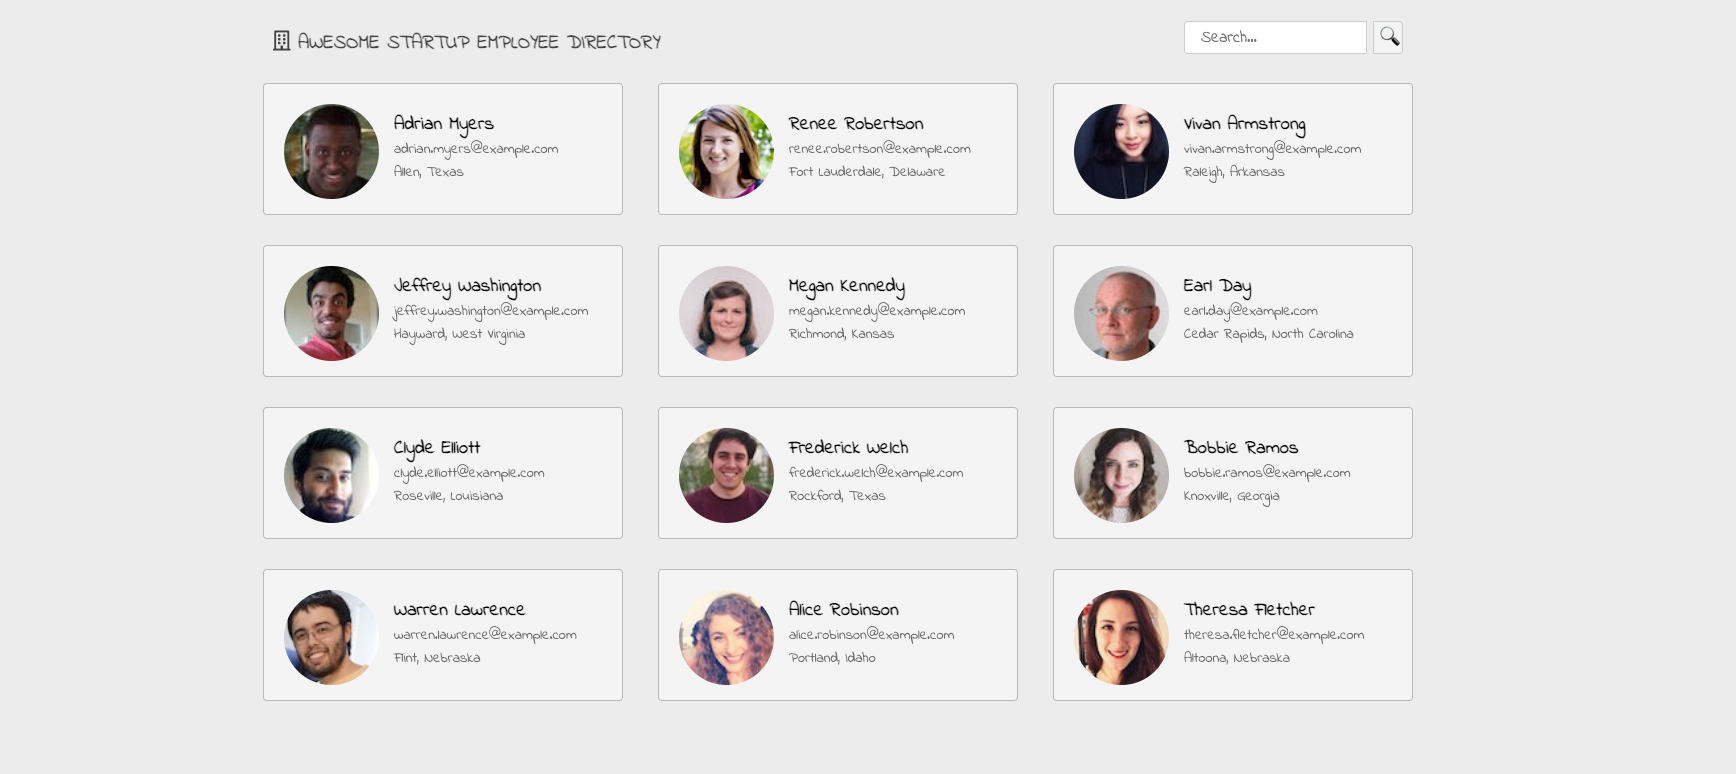 AWESOME STARTUP EMPLOYEE DIRECTORY
Search...
Adrian Myers
adrian.myers@example.com
Allen, Texas
Renee Robertson
renee.robertson@example.com
Fort Lauderdale, Delaware
Vivan Armstrong
vivan.armstrong@example.com
Raleigh, Arkansas
Jeffrey Washington
jeffrey.washington@example.com
Hayward, West Virginia
Megan Kennedy
megan.kennedy@example.com
Richmond, Kansas
Earl Day
earl.day@example.com
Cedar Rapids, North Carolina
Clyde Elliott
clyde.elliott@example.com
Roseville, Louisiana
Frederick Welch
frederick.welch@example.com
Rockford, Texas
Bobbie Ramos
bobbie.ramos@example.com
Knoxville, Georgia
Warren Lawrence
warren.lawrence@example.com
Flint, Nebraska
Alice Robinson
alice.robinson@example.com
Portland, Idaho
Theresa Fletcher
theresa.fletcher@example.com
Altoona, Nebraska